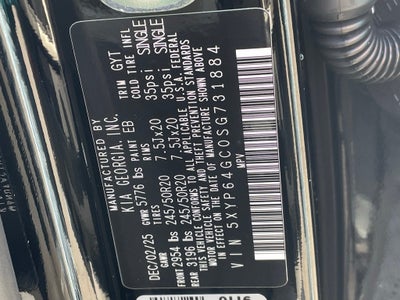 MANUFACTURED BY
KIA GEORGIA, INC.
DEC/02/25 GVWR 5776 lbs PAINT EB TRIM GYT
TIRES RIMS COLD TIRE INFL
FRONT 2954 lbs 245/50R20 7.5Jx20 35psi SINGLE
REAR 3196 lbs 245/50R20 7.5Jx20 35psi SINGLE
THIS VEHICLE CONFORMS TO ALL APPLICABLE U.S.A. FEDERAL
MOTOR VEHICLE SAFETY AND THEFT PREVENTION STANDARDS
IN EFFECT ON THE DATE OF MANUFACTURE SHOWN ABOVE
VIN 5XYP64GC0SG731884
MPV